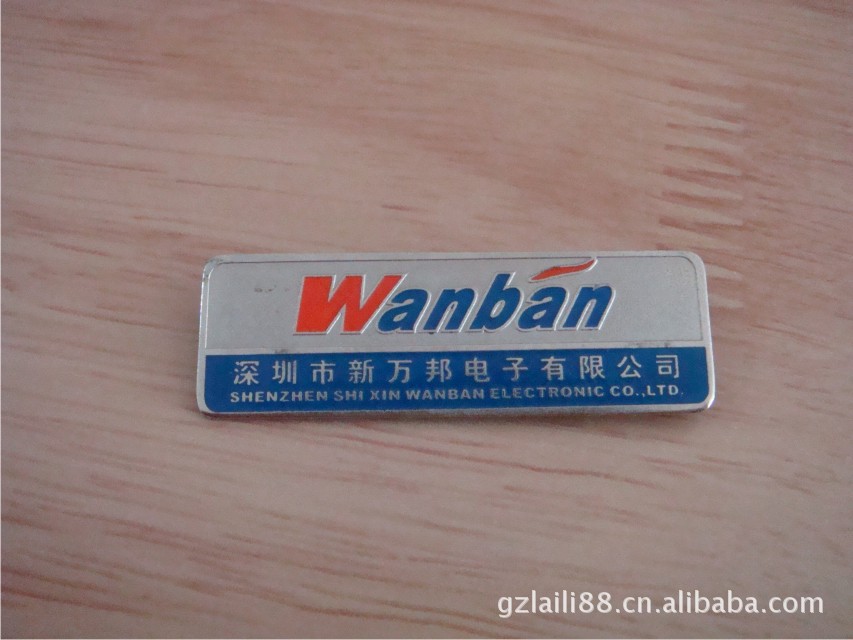 Wanban
深圳市新万邦电子有限公司
SHENZHEN SHI XIN WANBAN ELECTRONIC CO.,LTD.
gzlaili88.cn.alibaba.com